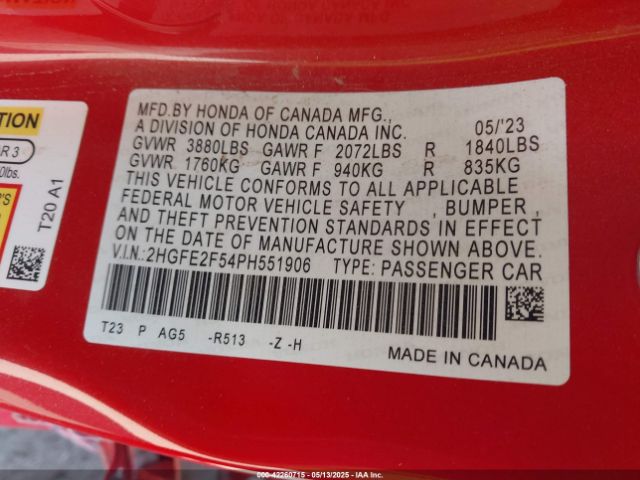 MFD.BY HONDA OF CANADA MFG.,
A DIVISION OF HONDA CANADA INC. 05/'23
GVWR 3880LBS GAWR F 2072LBS R 1840LBS
GVWR 1760KG GAWR F 940KG R 835KG
THIS VEHICLE CONFORMS TO ALL APPLICABLE
FEDERAL MOTOR VEHICLE SAFETY , BUMPER ,
AND THEFT PREVENTION STANDARDS IN EFFECT
ON THE DATE OF MANUFACTURE SHOWN ABOVE.
V.I.N.:2HGFE2F54PH551906 TYPE: PASSENGER CAR
T23 P AG5 -R513 -Z -H
MADE IN CANADA
T20 A1
000-42260715 - 05/13/2025 - IAA Inc.